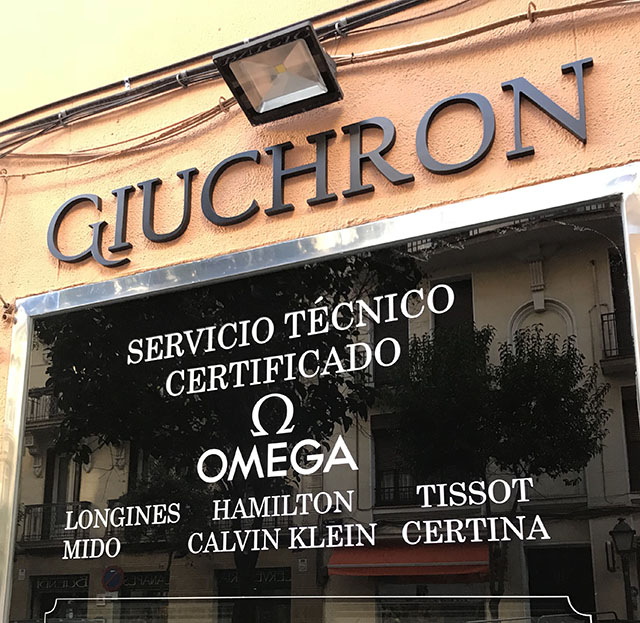 GIUCHRON
SERVICIO TÉCNICO
CERTIFICADO
Ω
OMEGA
LONGINES HAMILTON TISSOT
MIDO CALVIN KLEIN CERTINA